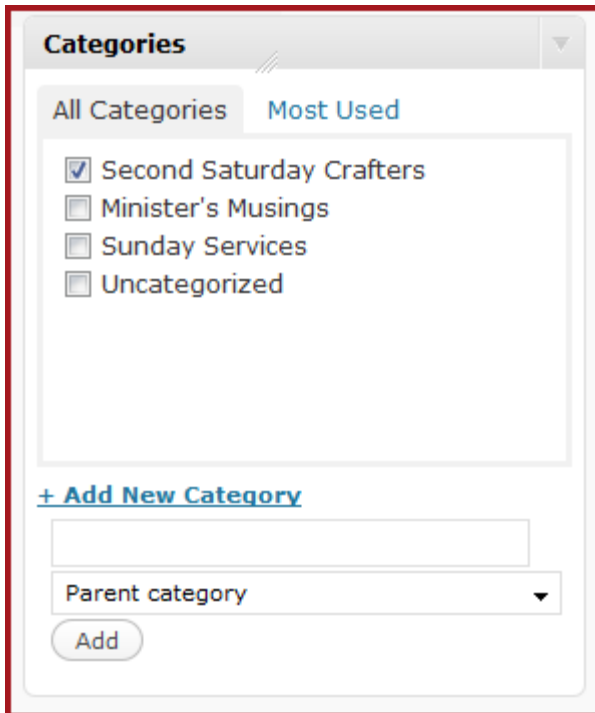 Categories
All Categories Most Used
Second Saturday Crafters
Minister's Musings
Sunday Services
Uncategorized
+ Add New Category
Parent category
Add